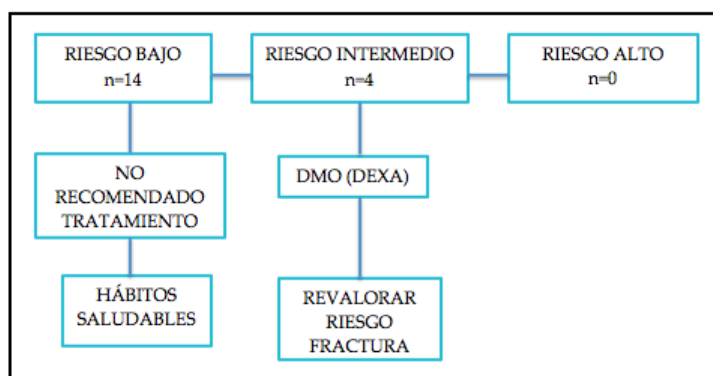 RIESGO BAJO
n=14
RIESGO INTERMEDIO
n=4
RIESGO ALTO
n=0
NO
RECOMENDADO
TRATAMIENTO
DMO (DEXA)
HÁBITOS
SALUDABLES
REVALORAR
RIESGO
FRACTURA